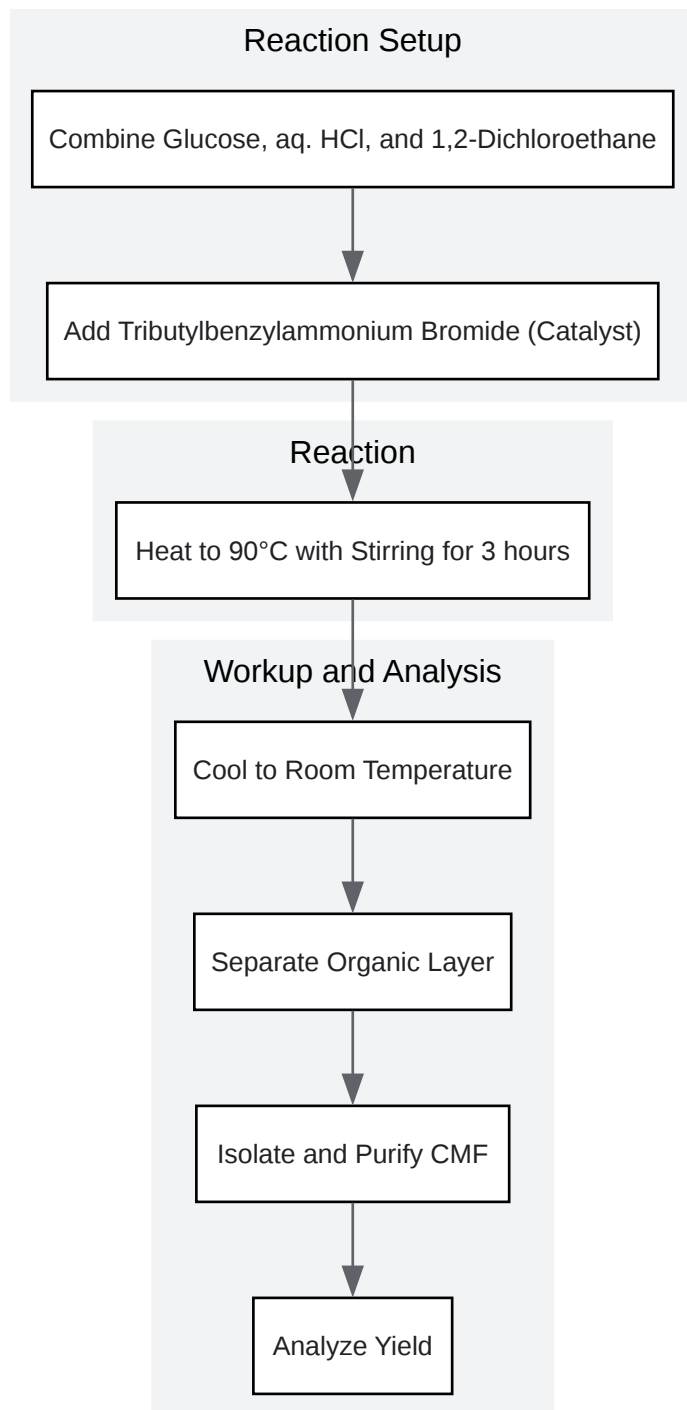 Reaction Setup
Combine Glucose, aq. HCl, and 1,2-Dichloroethane
Add Tributylbenzylammonium Bromide (Catalyst)
Reaction
Heat to 90°C with Stirring for 3 hours
Workup and Analysis
Cool to Room Temperature
Separate Organic Layer
Isolate and Purify CMF
Analyze Yield